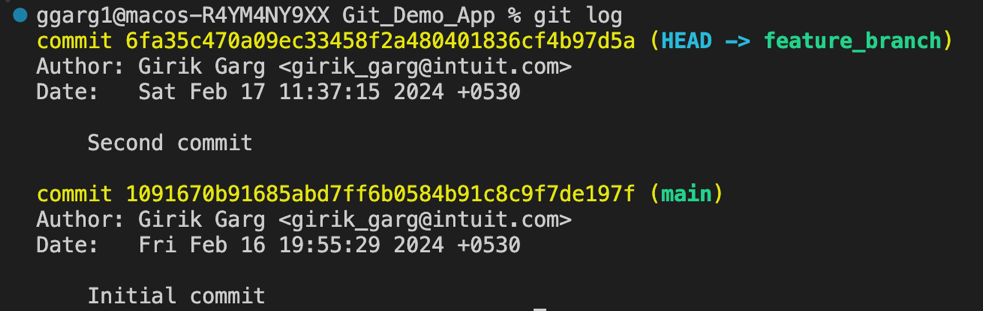 ggarg1@macos-R4YM4NY9XX Git_Demo_App % git log
commit 6fa35c470a09ec33458f2a480401836cf4b97d5a (HEAD -> feature_branch)
Author: Girik Garg <girik_garg@intuit.com>
Date:   Sat Feb 17 11:37:15 2024 +0530
Second commit
commit 1091670b91685abd7ff6b0584b91c8c9f7de197f (main)
Author: Girik Garg <girik_garg@intuit.com>
Date:   Fri Feb 16 19:55:29 2024 +0530
Initial commit